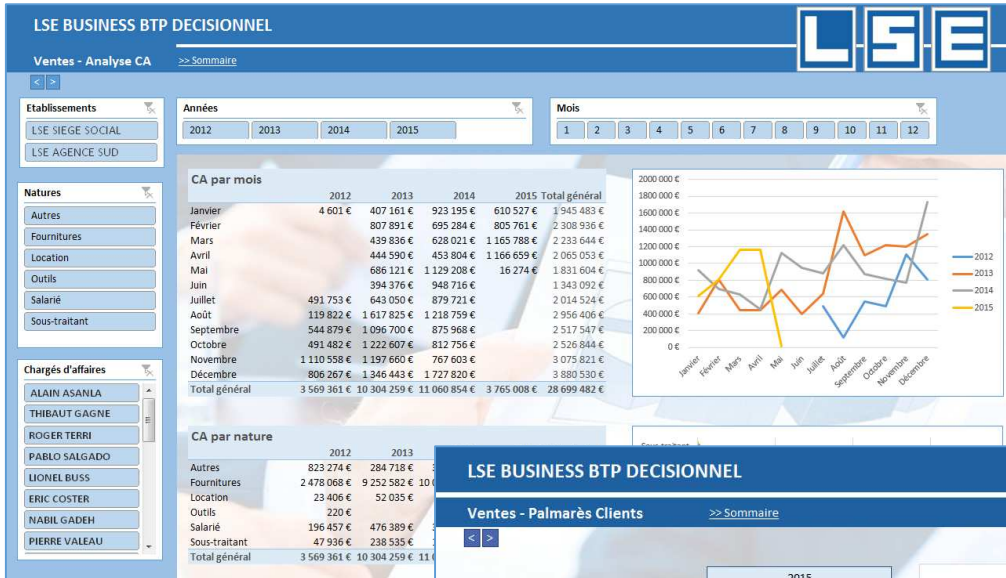 LSE BUSINESS BTP DECISIONNEL
LSE
Ventes - Analyse CA >> Sommaire
< >
Etablissements
LSE SIEGE SOCIAL
LSE AGENCE SUD
Années
2012 2013 2014 2015
Mois
1 2 3 4 5 6 7 8 9 10 11 12
Natures
Autres
Fournitures
Location
Outils
Salarié
Sous-traitant
Chargés d'affaires
ALAIN ASANLA
THIBAUT GAGNE
ROGER TERRI
PABLO SALGADO
LIONEL BUSS
ERIC COSTER
NABIL GADEH
PIERRE VALEAU
CA par mois
2012 2013 2014 2015 Total général
Janvier 4 601 € 407 161 € 923 195 € 610 527 € 1 945 483 €
Février 807 891 € 695 284 € 805 761 € 2 308 936 €
Mars 439 836 € 628 021 € 1 165 788 € 2 233 644 €
Avril 444 590 € 453 804 € 1 166 659 € 2 065 053 €
Mai 686 121 € 1 129 208 € 16 274 € 1 831 604 €
Juin 394 376 € 948 716 € 1 343 092 €
Juillet 491 753 € 643 050 € 879 721 € 2 014 524 €
Août 119 822 € 1 617 825 € 1 218 759 € 2 956 406 €
Septembre 544 879 € 1 096 700 € 875 968 € 2 517 547 €
Octobre 491 482 € 1 222 607 € 812 756 € 2 526 844 €
Novembre 1 110 558 € 1 197 660 € 767 603 € 3 075 821 €
Décembre 806 267 € 1 346 443 € 1 727 820 € 3 880 530 €
Total général 3 569 361 € 10 304 259 € 11 060 854 € 3 765 008 € 28 699 482 €
2000 000 €
1800 000 €
1600 000 €
1400 000 €
1200 000 €
1000 000 €
800 000 €
600 000 €
400 000 €
200 000 €
0 €
Janvier Février Mars Avril Mai Juin Juillet Août Septembre Octobre Novembre Décembre
2012
2013
2014
2015
CA par nature
2012 2013
Autres 823 274 € 284 718 €
Fournitures 2 478 068 € 9 252 582 € 10
Location 23 406 € 52 035 €
Outils 220 €
Salarié 196 457 € 476 389 €
Sous-traitant 47 936 € 238 535 €
Total général 3 569 361 € 10 304 259 € 11
LSE BUSINESS BTP DECISIONNEL
Ventes - Palmarès Clients >> Sommaire
< >
2015